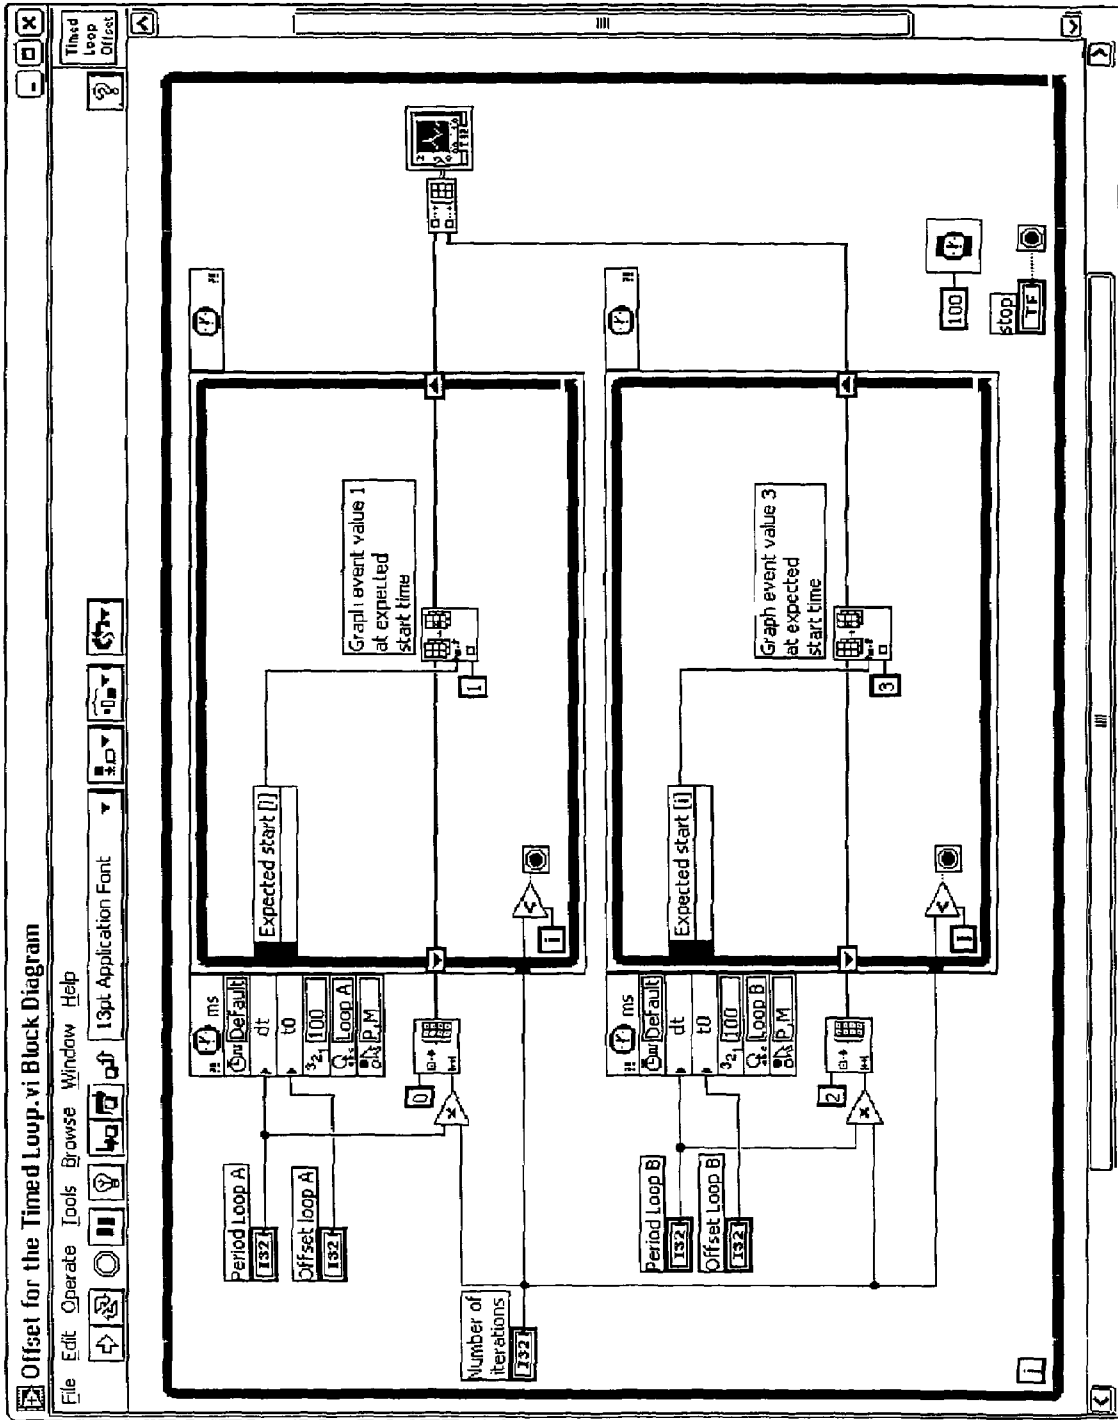 Offset for the Timed Loop.vi Block Diagram
File Edit Operate Tools Browse Window Help
13pt Application Font
Timed
Loop
Offset
Period Loop A
I32
Offset loop A
I32
ms
Default
dt
t0
100
Loop A
P,M
Expected start [i]
0
x
1
Graph event value 1
at expected
start time
i
<
Number of
iterations
I32
Period Loop B
I32
Offset Loop B
I32
ms
Default
dt
t0
100
Loop B
P,M
Expected start [i]
2
x
3
Graph event value 3
at expected
start time
i
<
100
stop
TF
i